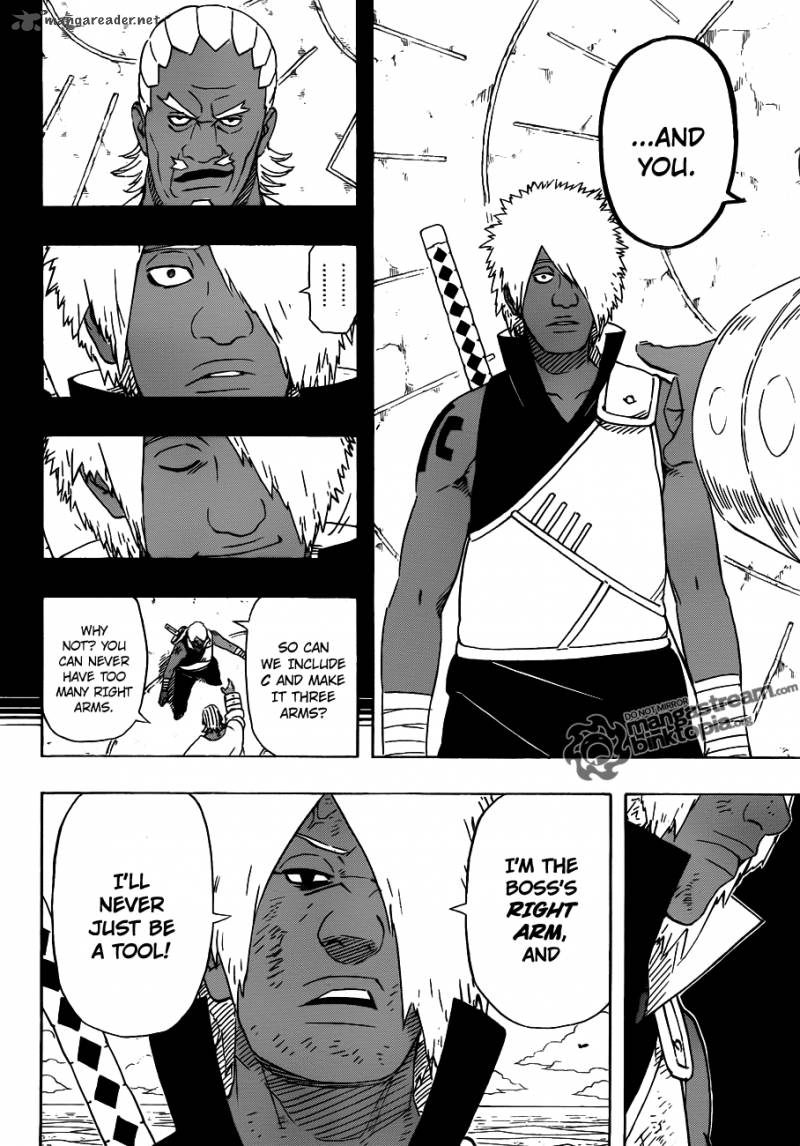 mangareader.net
...AND
YOU.
.......
SO CAN
WE INCLUDE
C AND MAKE
IT THREE
ARMS?
WHY
NOT? YOU
CAN NEVER
HAVE TOO
MANY RIGHT
ARMS.
DO NOT MIRROR
mangastream.com
binktopia.org
I'M THE
BOSS'S
RIGHT
ARM,
AND
I'LL
NEVER
JUST BE
A TOOL!